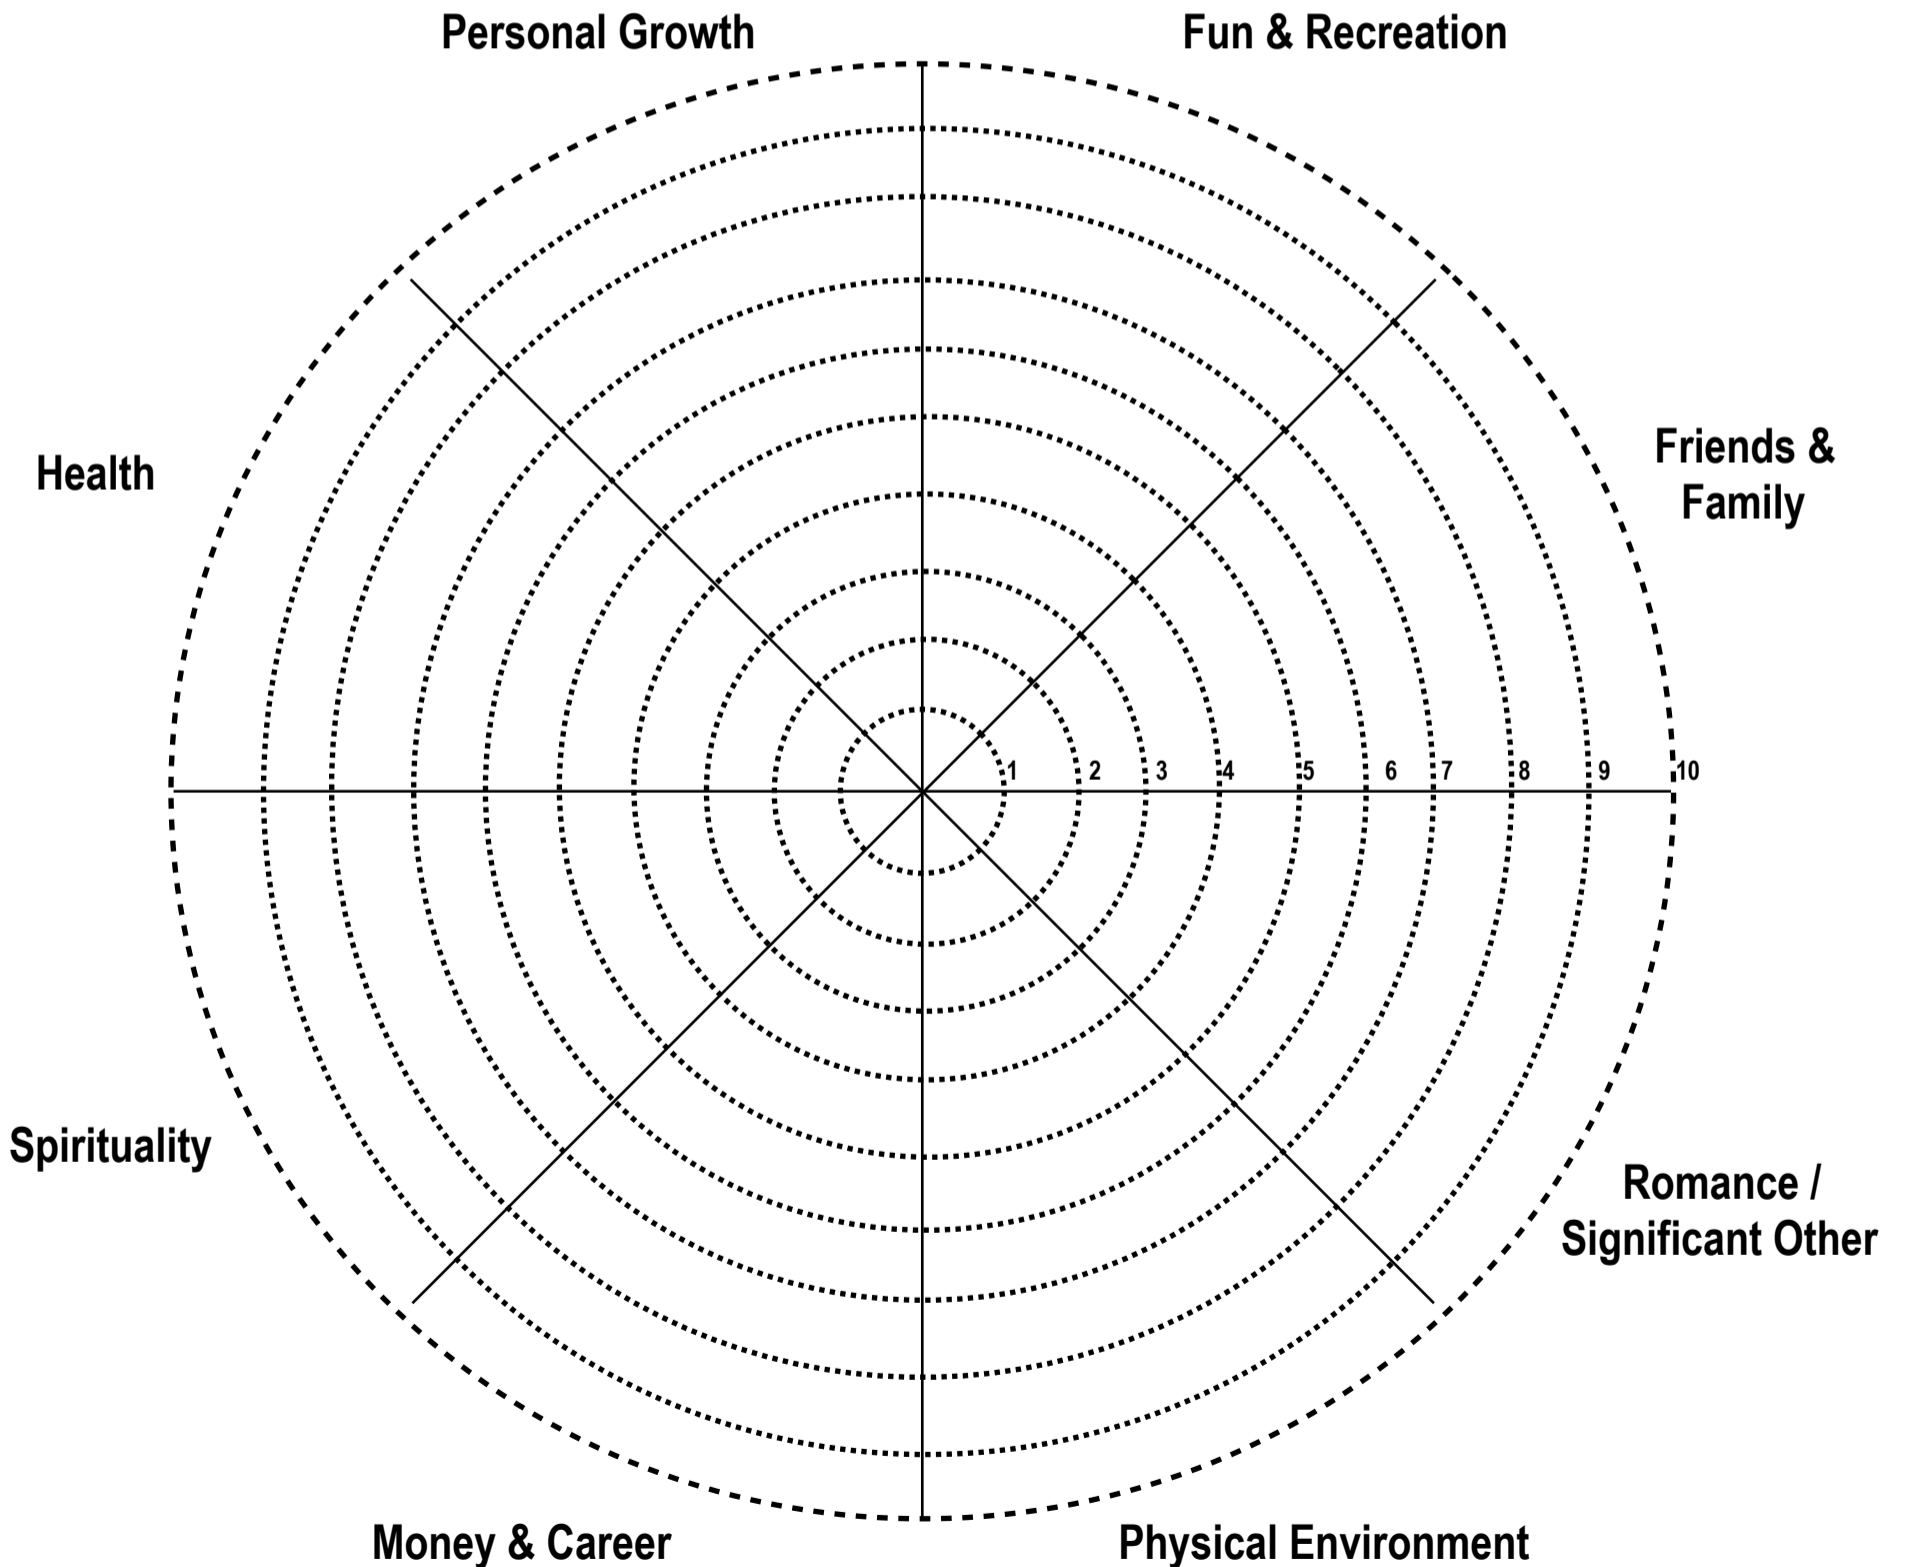 Personal Growth
Fun & Recreation
Health
Friends &
Family
1 2 3 4 5 6 7 8 9 10
Spirituality
Romance /
Significant Other
Money & Career
Physical Environment